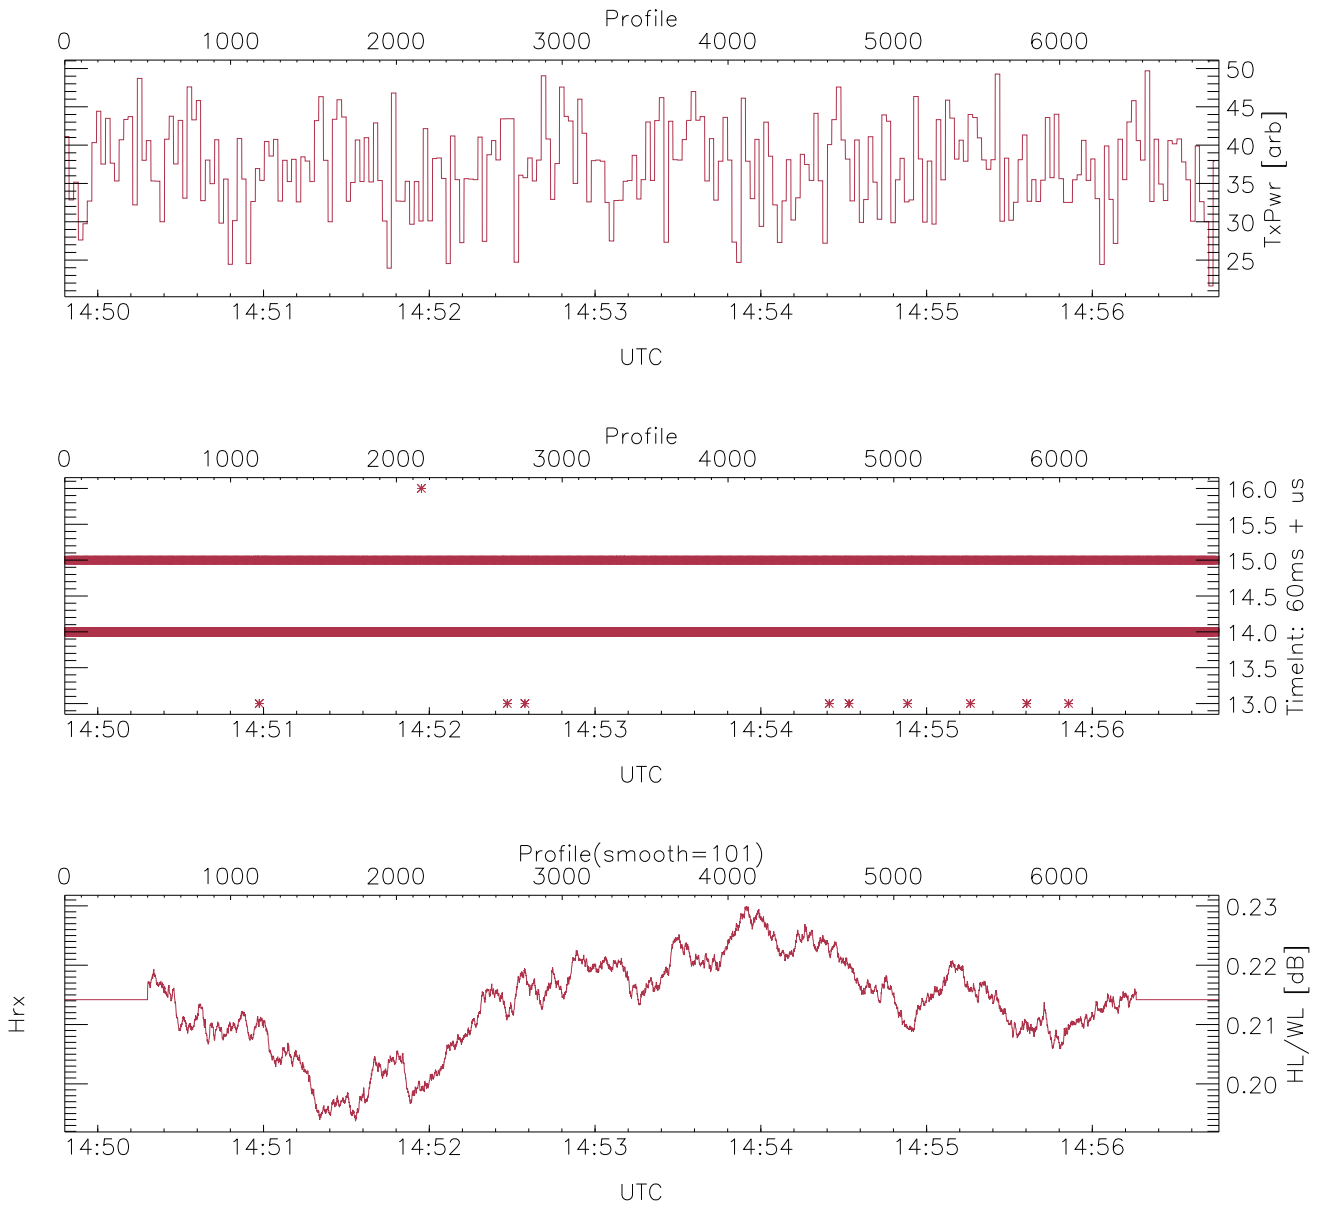 Profile
0 1000 2000 3000 4000 5000 6000
50
45
40
35
30
25
TxPwr [arb]
14:50 14:51 14:52 14:53 14:54 14:55 14:56
UTC
Profile
0 1000 2000 3000 4000 5000 6000
16.0
15.5
15.0
14.5
14.0
13.5
13.0
TimeInt: 60ms + us
14:50 14:51 14:52 14:53 14:54 14:55 14:56
UTC
Profile(smooth=101)
0 1000 2000 3000 4000 5000 6000
Hrx
0.23
0.22
0.21
0.20
HL/WL [dB]
14:50 14:51 14:52 14:53 14:54 14:55 14:56
UTC